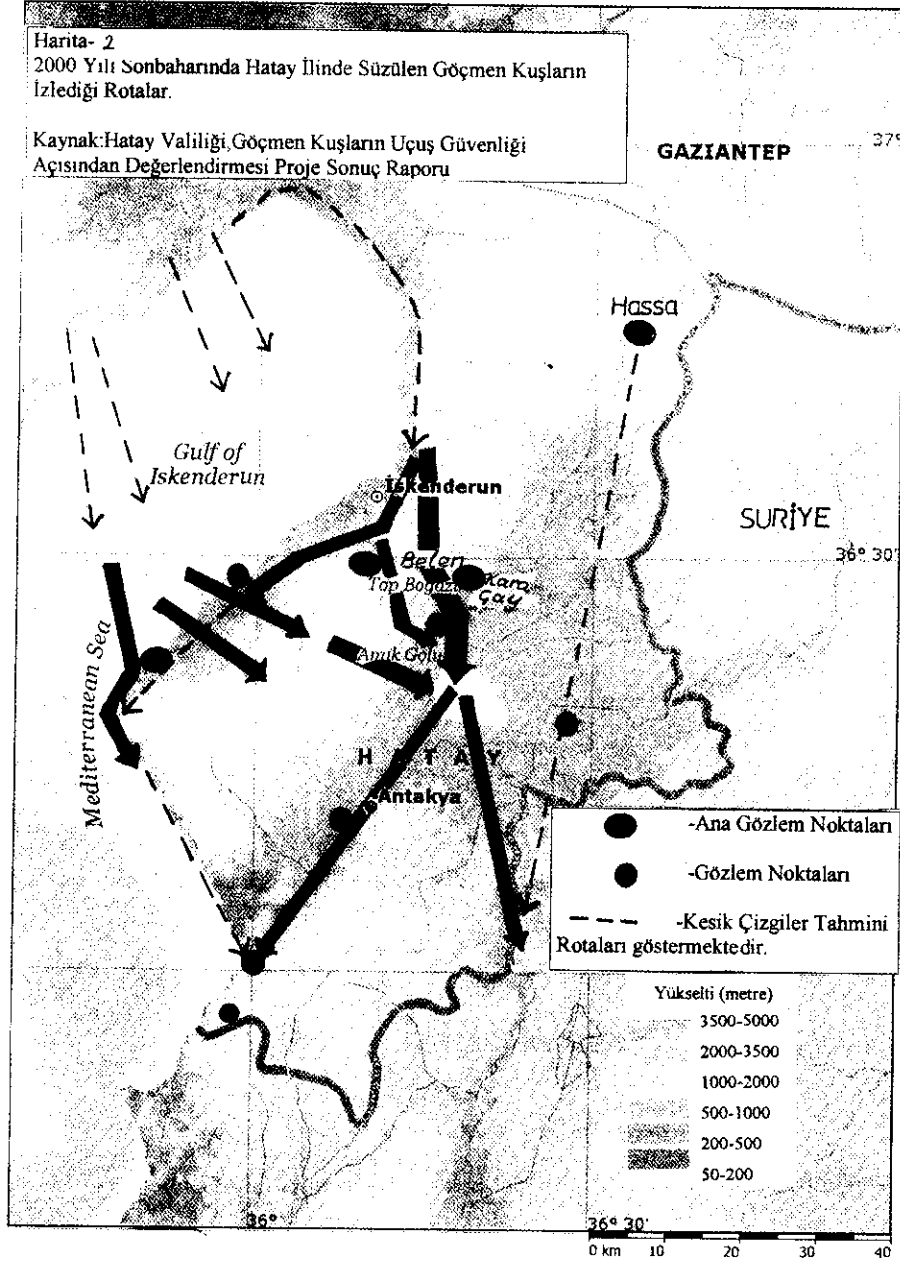 Harita- 2
2000 Yılı Sonbaharında Hatay İlinde Süzülen Göçmen Kuşların
İzlediği Rotalar.
Kaynak:Hatay Valiliği,Göçmen Kuşların Uçuş Güvenliği
Açısından Değerlendirmesi Proje Sonuç Raporu
GAZIANTEP
37°
Hassa
Gulf of
Iskenderun
İskenderun
SURİYE
36° 30'
Belen
Top Boğazı
Kara
Çay
Amik Gölü
Mediterranean Sea
HATAY
Antakya
-Ana Gözlem Noktaları
-Gözlem Noktaları
-Kesik Çizgiler Tahmini
Rotaları göstermektedir.
Yükselti (metre)
3500-5000
2000-3500
1000-2000
500-1000
200-500
50-200
36°
36° 30'
0 km 10 20 30 40